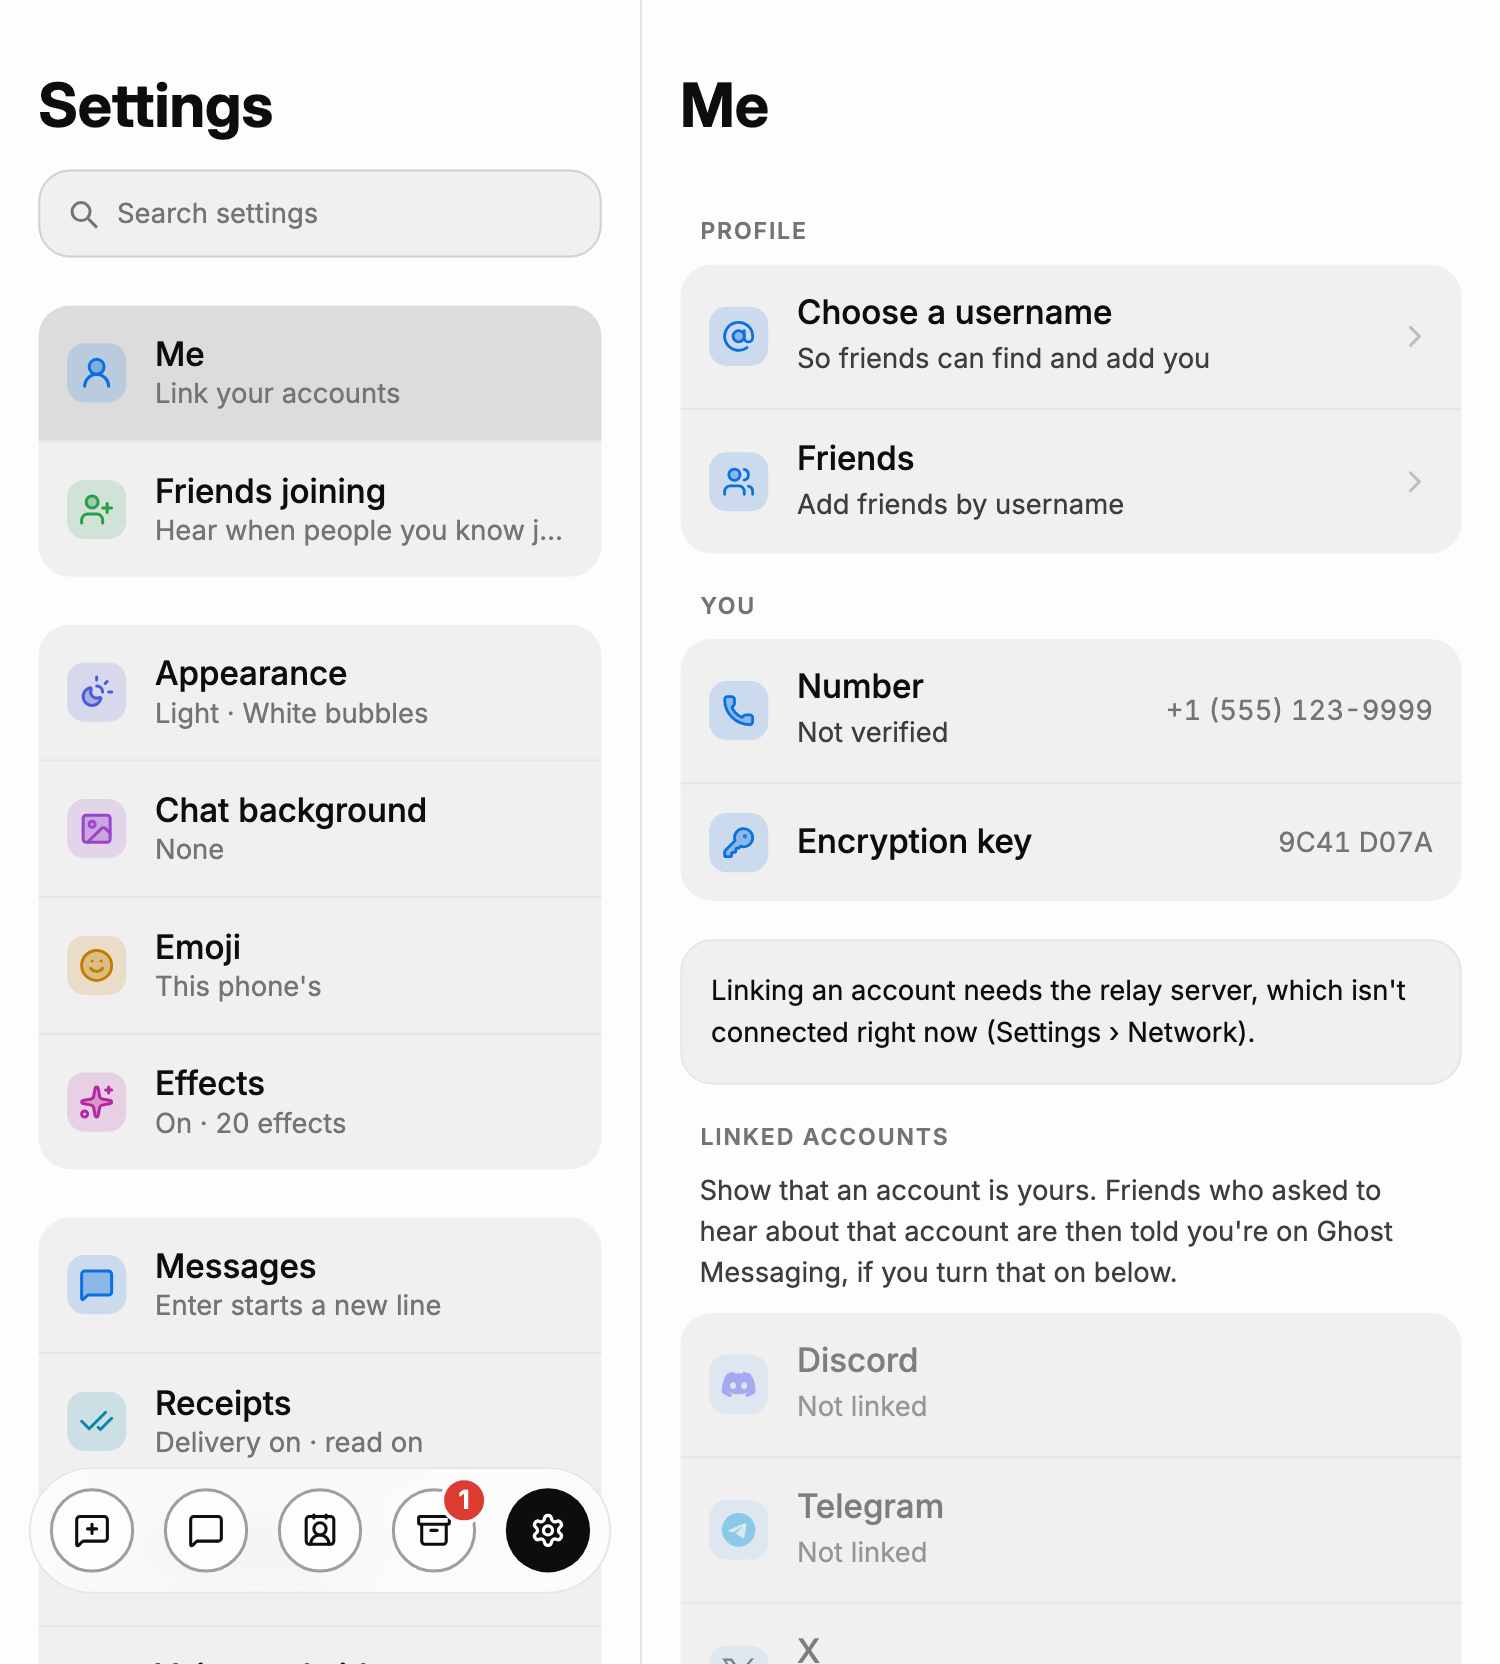 Settings
Search settings
Me
Link your accounts
Friends joining
Hear when people you know j...
Appearance
Light · White bubbles
Chat background
None
Emoji
This phone's
Effects
On · 20 effects
Messages
Enter starts a new line
Receipts
Delivery on · read on
1
Me
PROFILE
Choose a username
So friends can find and add you
Friends
Add friends by username
YOU
Number
Not verified
+1 (555) 123-9999
Encryption key
9C41 D07A
Linking an account needs the relay server, which isn't
connected right now (Settings › Network).
LINKED ACCOUNTS
Show that an account is yours. Friends who asked to
hear about that account are then told you're on Ghost
Messaging, if you turn that on below.
Discord
Not linked
Telegram
Not linked
X